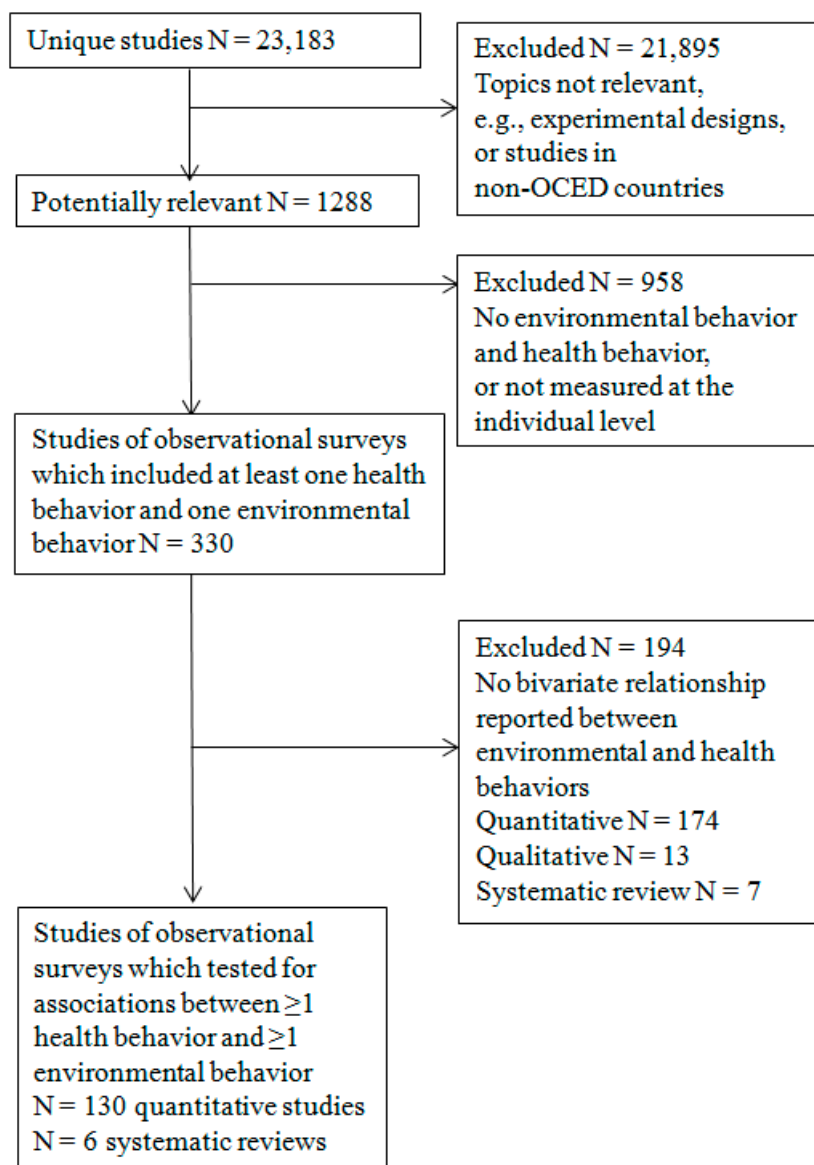 Unique studies N = 23,183
Excluded N = 21,895
Topics not relevant,
e.g., experimental designs,
or studies in
non-OCED countries
Potentially relevant N = 1288
Excluded N = 958
No environmental behavior
and health behavior,
or not measured at the
individual level
Studies of observational surveys
which included at least one health
behavior and one environmental
behavior N = 330
Excluded N = 194
No bivariate relationship
reported between
environmental and health
behaviors
Quantitative N = 174
Qualitative N = 13
Systematic review N = 7
Studies of observational
surveys which tested for
associations between ≥1
health behavior and ≥1
environmental behavior
N = 130 quantitative studies
N = 6 systematic reviews